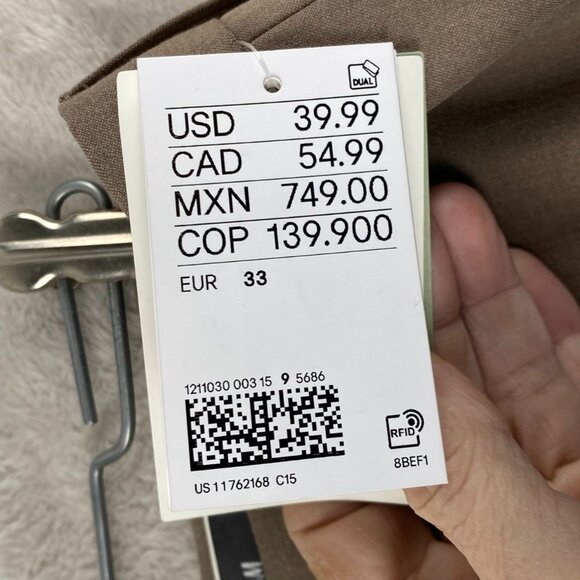 DUAL
USD 39.99
CAD 54.99
MXN 749.00
COP 139.900
EUR 33
1211030 003 15 9 5686
RFID
8BEF1
US 11762168 C15
W